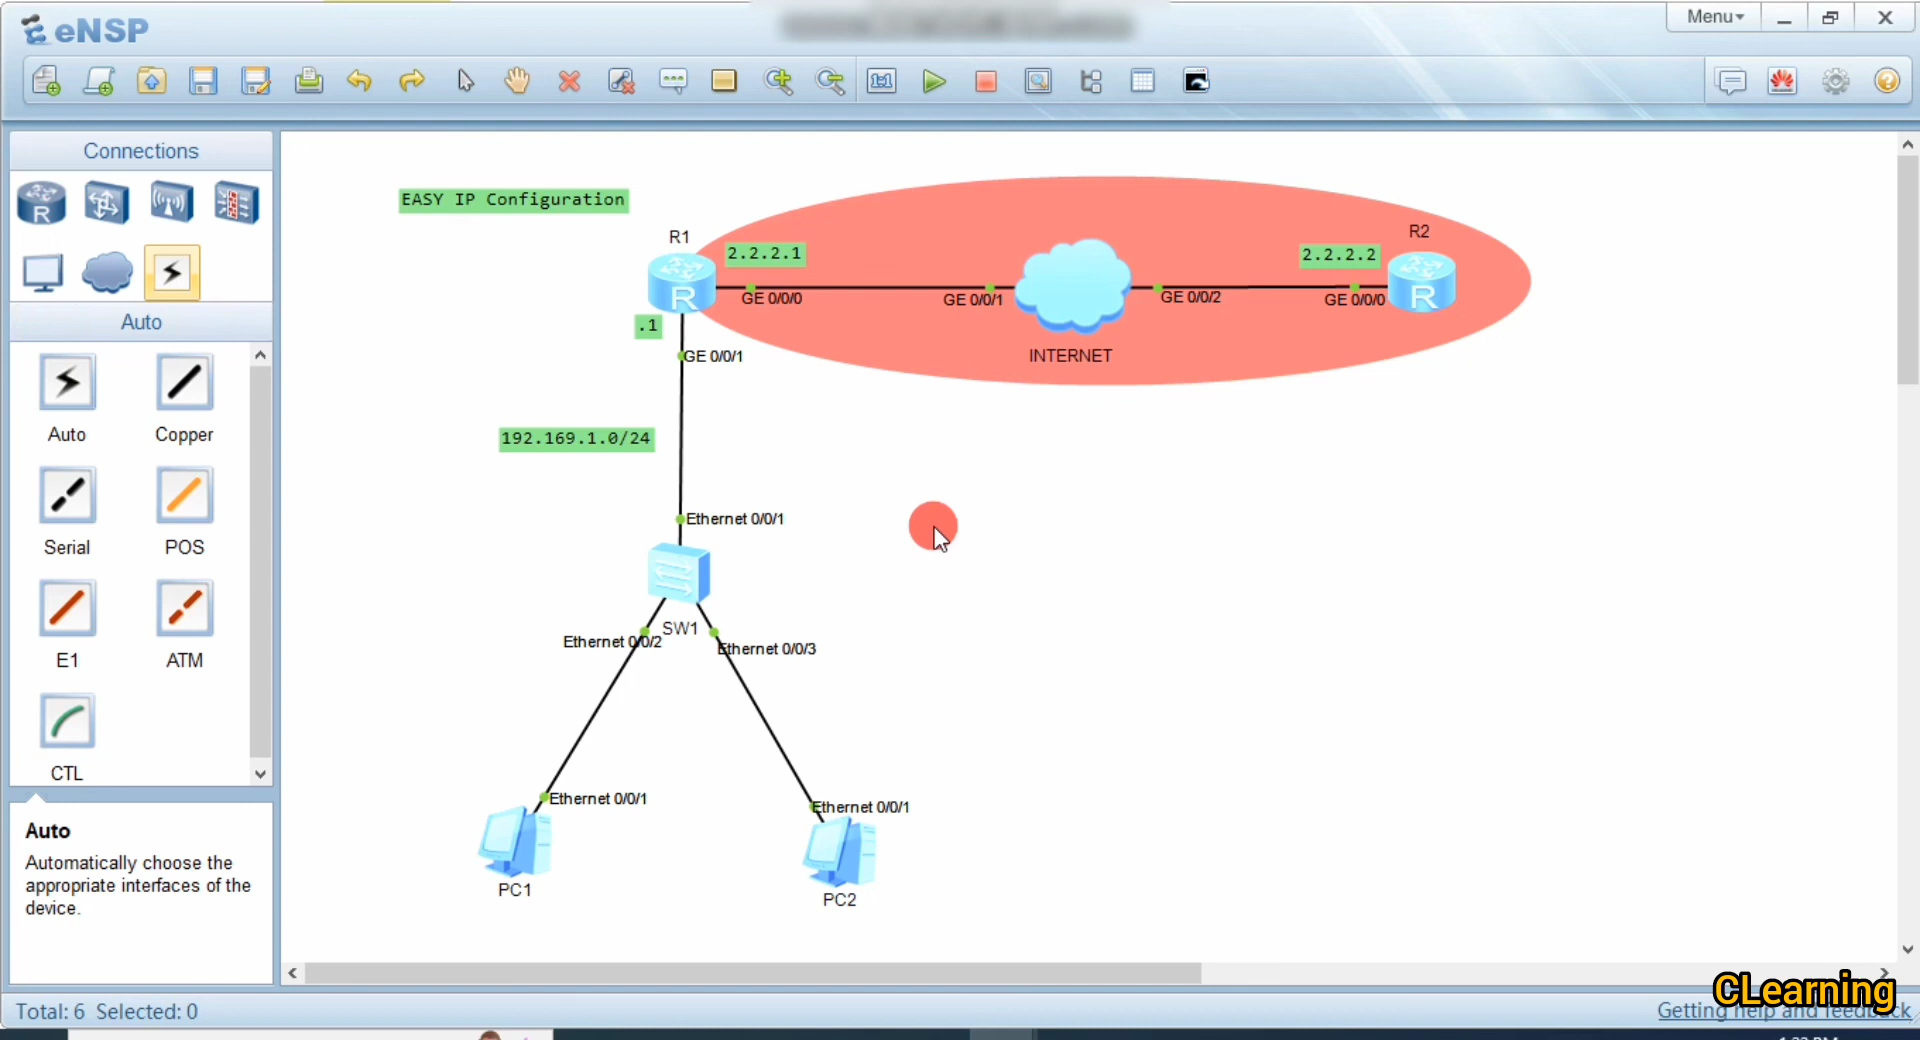 eNSP
Menu
Connections
Auto
Auto
Copper
Serial
POS
E1
ATM
CTL
Auto
Automatically choose the
appropriate interfaces of the
device.
EASY IP Configuration
R1
2.2.2.1
GE 0/0/0
GE 0/0/1
INTERNET
GE 0/0/2
2.2.2.2
GE 0/0/0
R2
R
R
R
.1
GE 0/0/1
192.169.1.0/24
Ethernet 0/0/1
SW1
Ethernet 0/0/2
Ethernet 0/0/3
Ethernet 0/0/1
Ethernet 0/0/1
PC1
PC2
CLearning
Total: 6 Selected: 0
Getting help and feedback